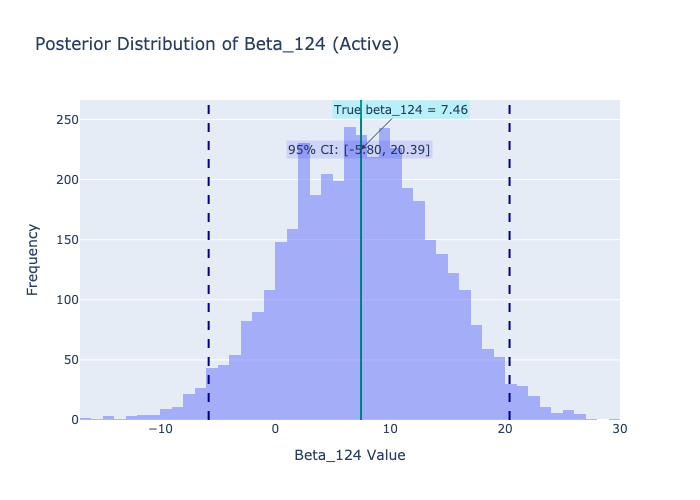 Posterior Distribution of Beta_124 (Active)
True beta_124 = 7.46
95% CI: [-5.80, 20.39]
250
200
150
100
50
0
Frequency
−10
0
10
20
30
Beta_124 Value